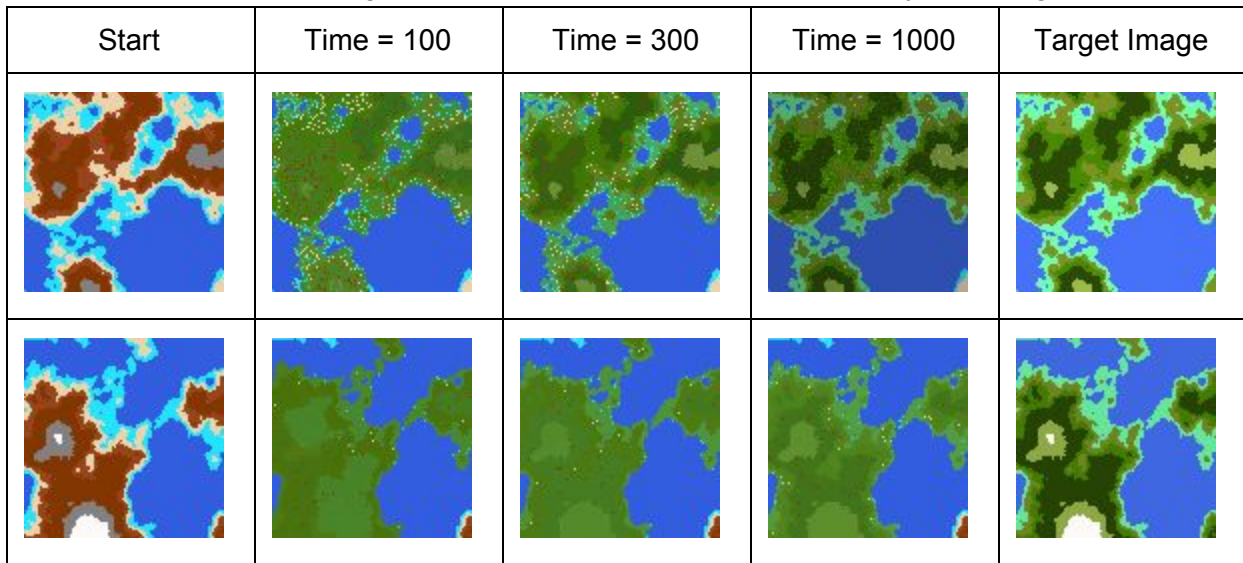 Start
Time = 100
Time = 300
Time = 1000
Target Image